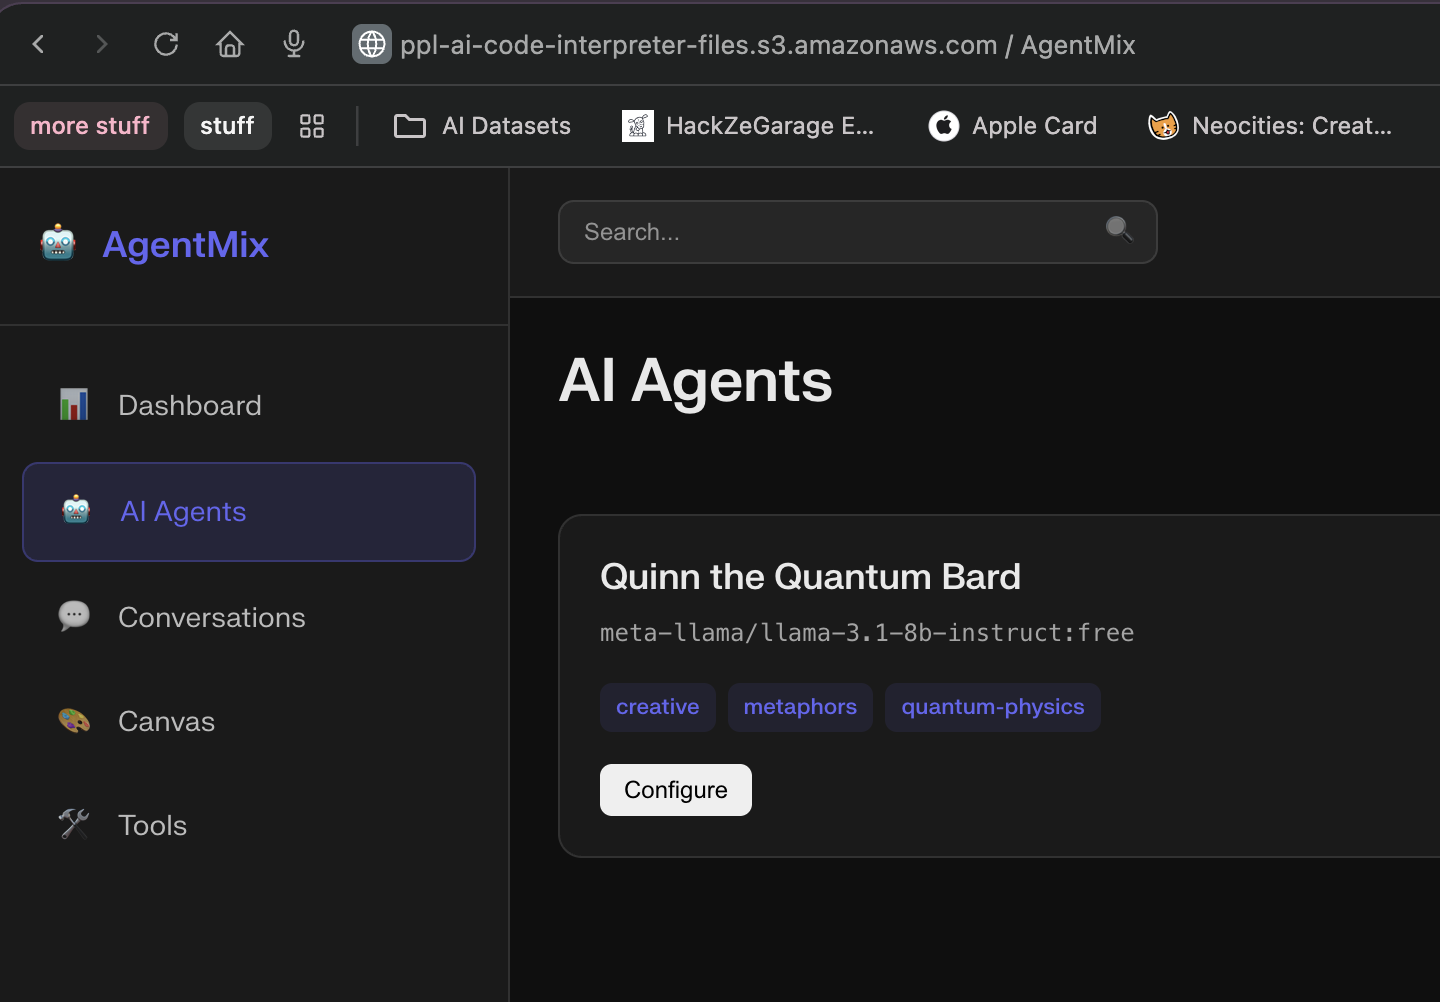 ppl-ai-code-interpreter-files.s3.amazonaws.com / AgentMix
more stuff
stuff
AI Datasets
HackZeGarage E...
Apple Card
Neocities: Creat...
AgentMix
Search...
Dashboard
AI Agents
Conversations
Canvas
Tools
AI Agents
Quinn the Quantum Bard
meta-llama/llama-3.1-8b-instruct:free
creative
metaphors
quantum-physics
Configure